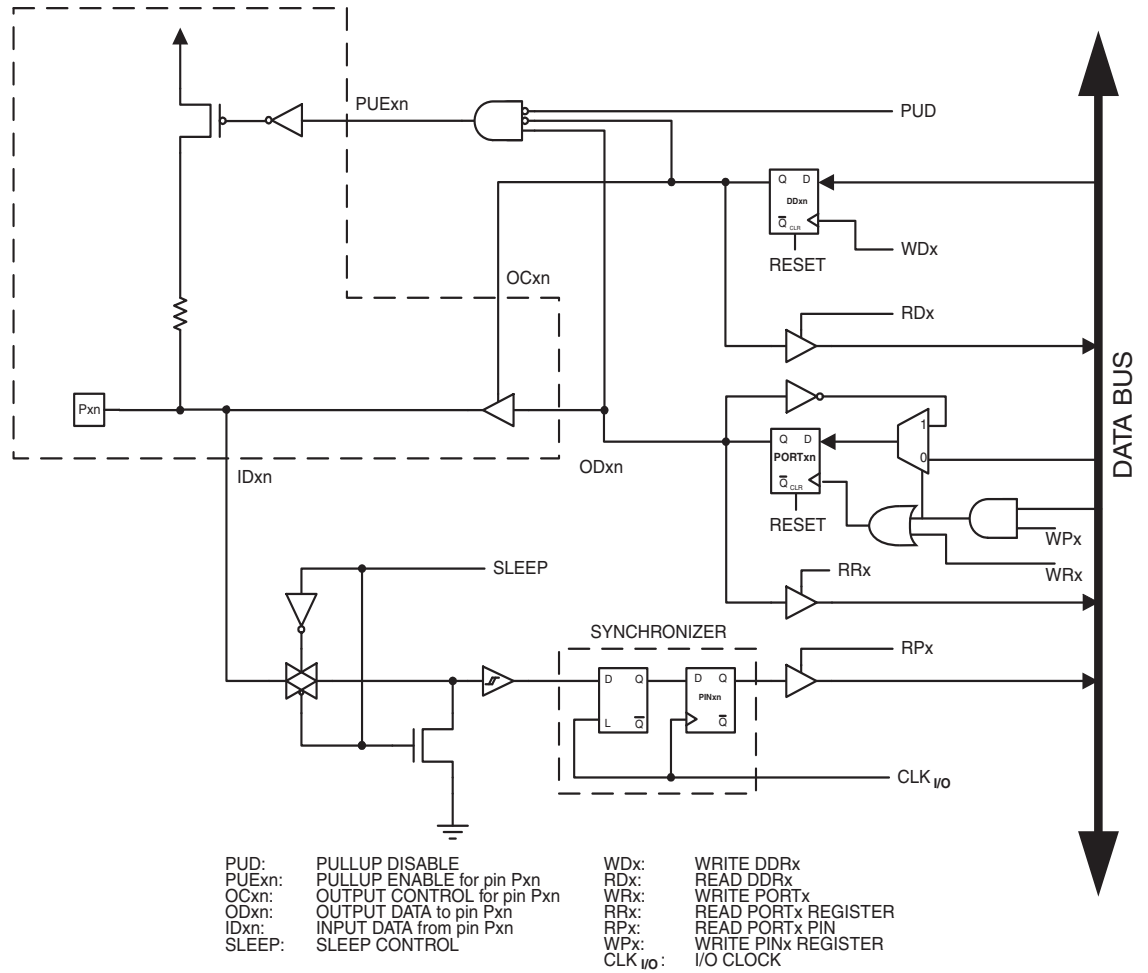 PUExn
PUD
Q D
DDxn
Q CLR
WDx
RESET
OCxn
RDx
Pxn
1
Q D
PORTxn
0
ODxn
IDxn
Q CLR
RESET
WPx
WRx
RRx
SLEEP
SYNCHRONIZER
RPx
D Q
D Q
PINxn
L Q
Q
CLK I/O
DATA BUS
PUD: PULLUP DISABLE
PUExn: PULLUP ENABLE for pin Pxn
OCxn: OUTPUT CONTROL for pin Pxn
ODxn: OUTPUT DATA to pin Pxn
IDxn: INPUT DATA from pin Pxn
SLEEP: SLEEP CONTROL
WDx: WRITE DDRx
RDx: READ DDRx
WRx: WRITE PORTx
RRx: READ PORTx REGISTER
RPx: READ PORTx PIN
WPx: WRITE PINx REGISTER
CLK I/O: I/O CLOCK